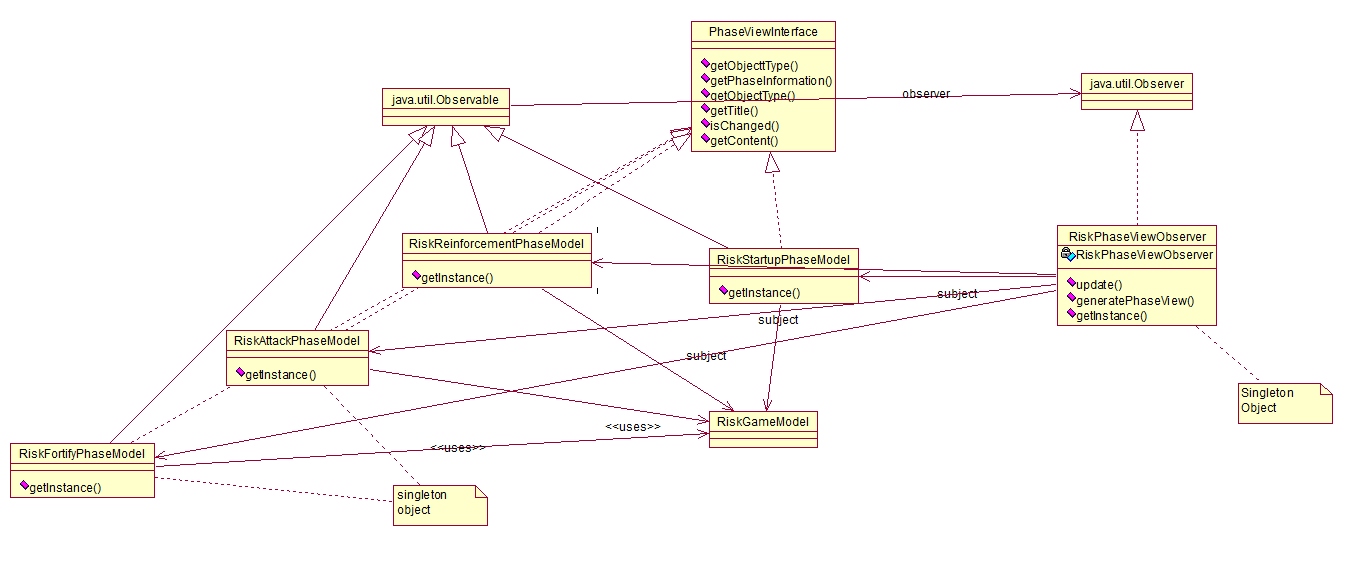 PhaseViewInterface
getObjecttType()
getPhaseInformation()
getObjectType()
getTitle()
isChanged()
getContent()
java.util.Observable
observer
java.util.Observer
RiskReinforcementPhaseModel
getInstance()
RiskStartupPhaseModel
getInstance()
RiskPhaseViewObserver
RiskPhaseViewObserver
update()
generatePhaseView()
getInstance()
subject
subject
subject
RiskAttackPhaseModel
getInstance()
Singleton
Object
RiskGameModel
<<uses>>
<<uses>>
RiskFortifyPhaseModel
getInstance()
singleton
object